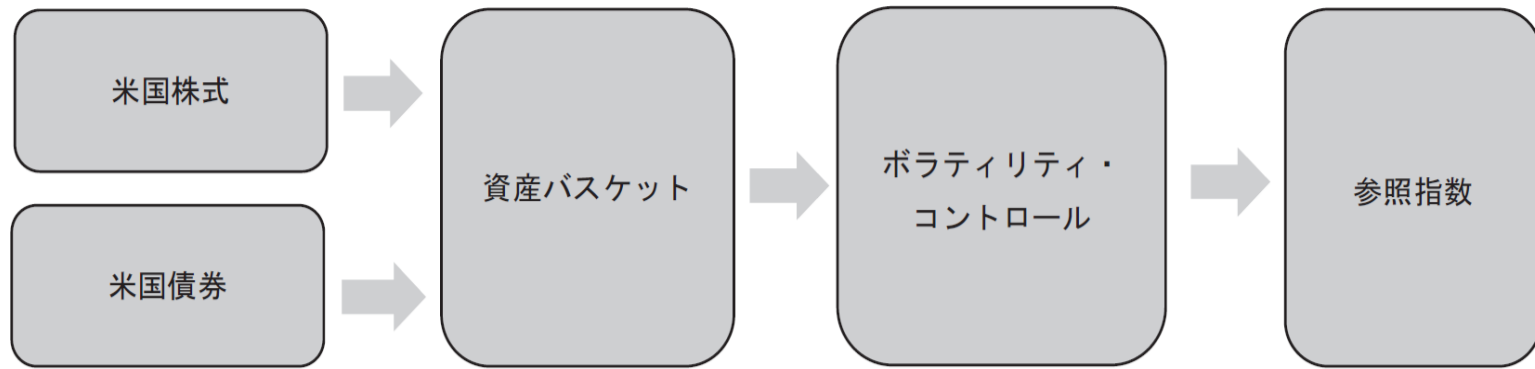 米国株式
米国債券
資産バスケット
ボラティリティ・
コントロール
参照指数